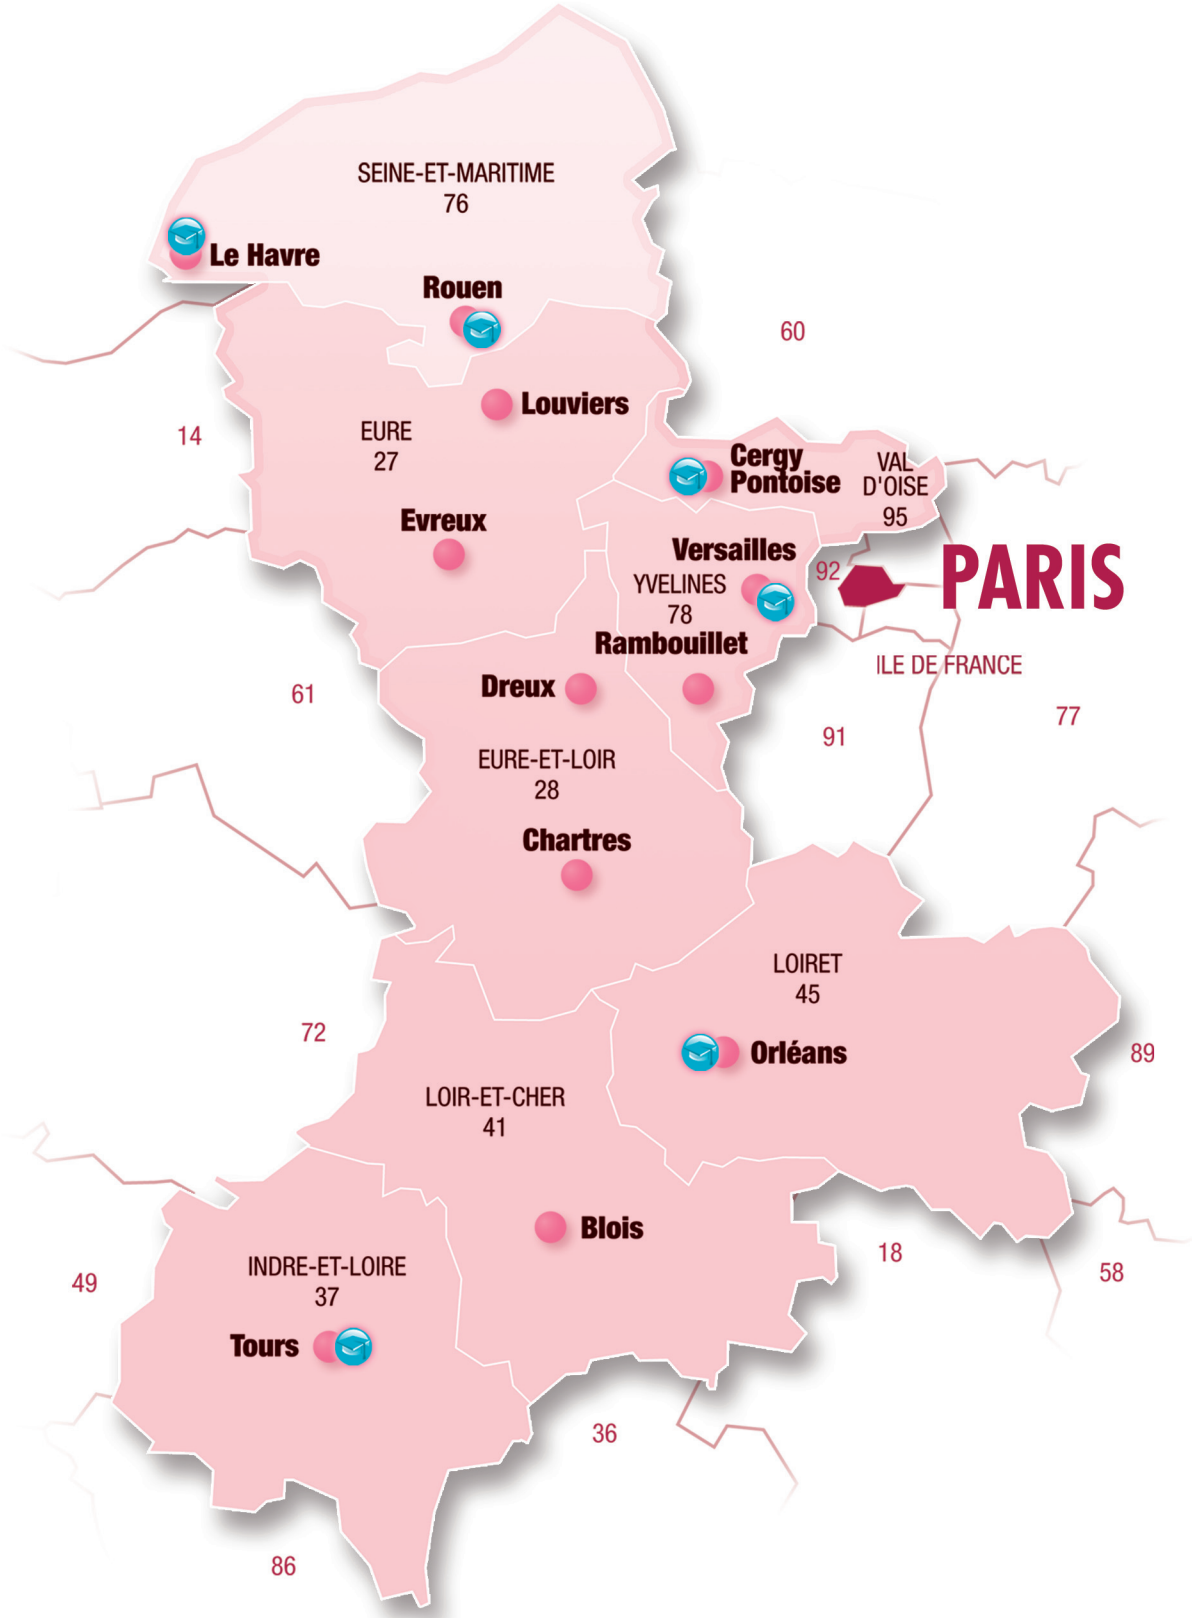 SEINE-ET-MARITIME
76
Le Havre
Rouen
60
Louviers
14
EURE
27
Cergy
Pontoise
VAL
D'OISE
95
Evreux
Versailles
92
PARIS
YVELINES
78
Rambouillet
ILE DE FRANCE
61
Dreux
77
91
EURE-ET-LOIR
28
Chartres
LOIRET
45
72
Orléans
89
LOIR-ET-CHER
41
Blois
18
58
49
INDRE-ET-LOIRE
37
Tours
36
86